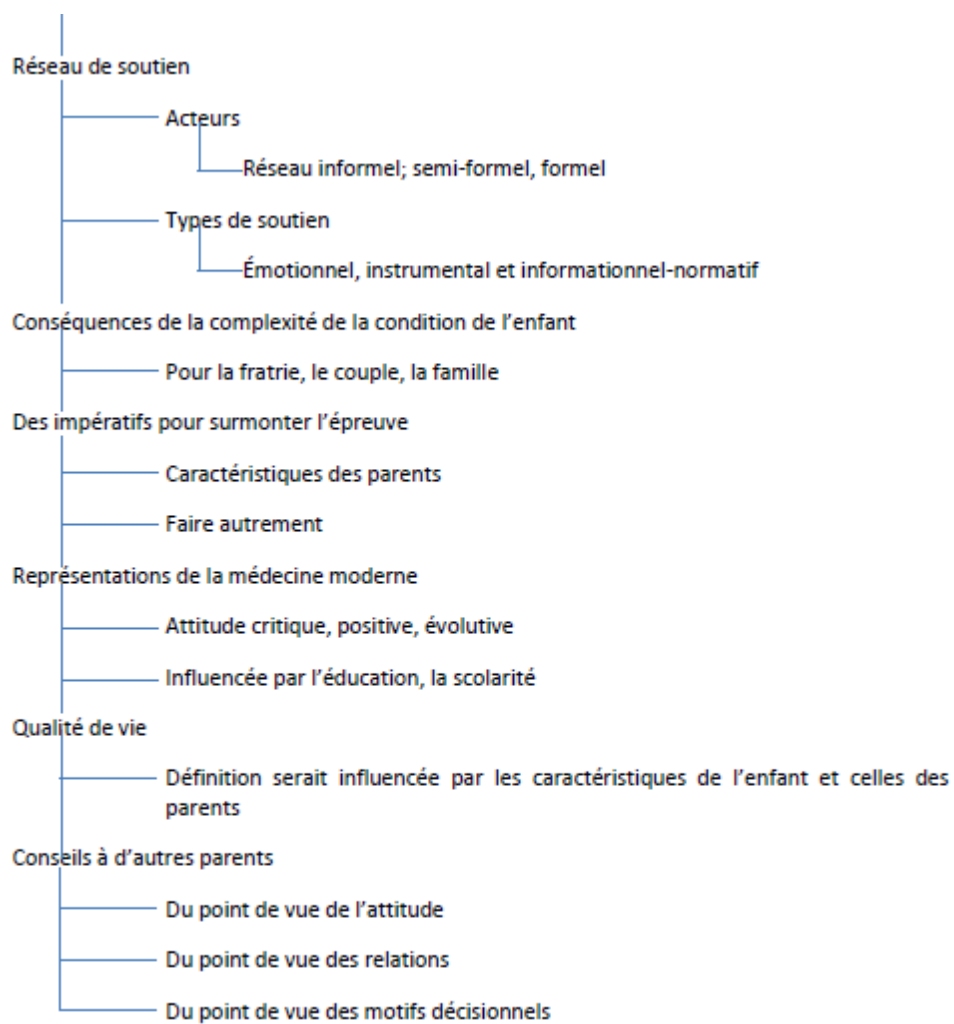 Réseau de soutien
Acteurs
Réseau informel; semi-formel, formel
Types de soutien
Émotionnel, instrumental et informationnel-normatif
Conséquences de la complexité de la condition de l'enfant
Pour la fratrie, le couple, la famille
Des impératifs pour surmonter l'épreuve
Caractéristiques des parents
Faire autrement
Représentations de la médecine moderne
Attitude critique, positive, évolutive
Influencée par l'éducation, la scolarité
Qualité de vie
Définition serait influencée par les caractéristiques de l'enfant et celles des
parents
Conseils à d'autres parents
Du point de vue de l'attitude
Du point de vue des relations
Du point de vue des motifs décisionnels